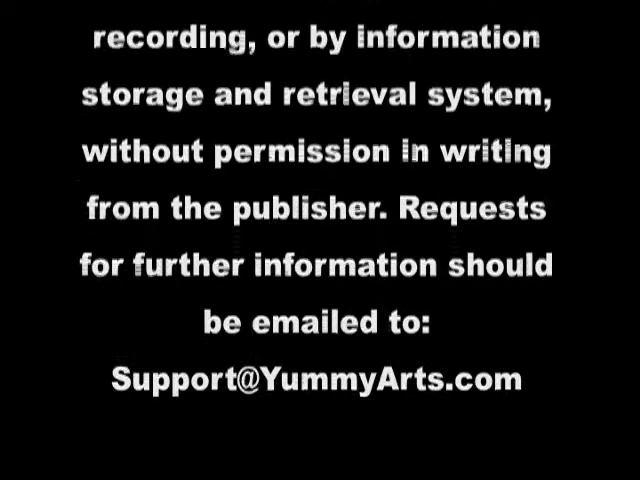 recording, or by information
storage and retrieval system,
without permission in writing
from the publisher. Requests
for further information should
be emailed to:
Support@YummyArts.com